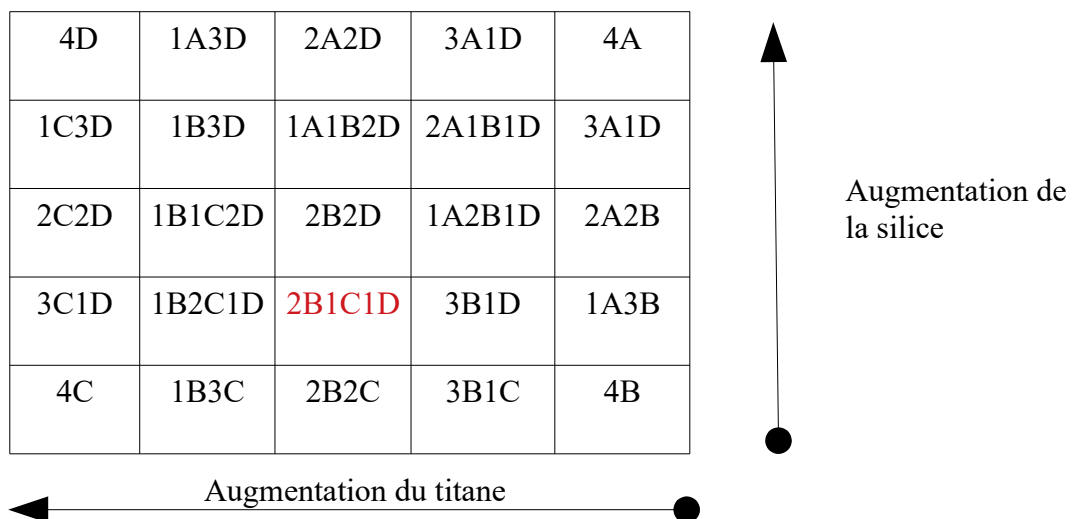 4D 1A3D 2A2D 3A1D 4A
1C3D 1B3D 1A1B2D 2A1B1D 3A1D
2C2D 1B1C2D 2B2D 1A2B1D 2A2B
3C1D 1B2C1D 2B1C1D 3B1D 1A3B
4C 1B3C 2B2C 3B1C 4B
Augmentation de
la silice
Augmentation du titane